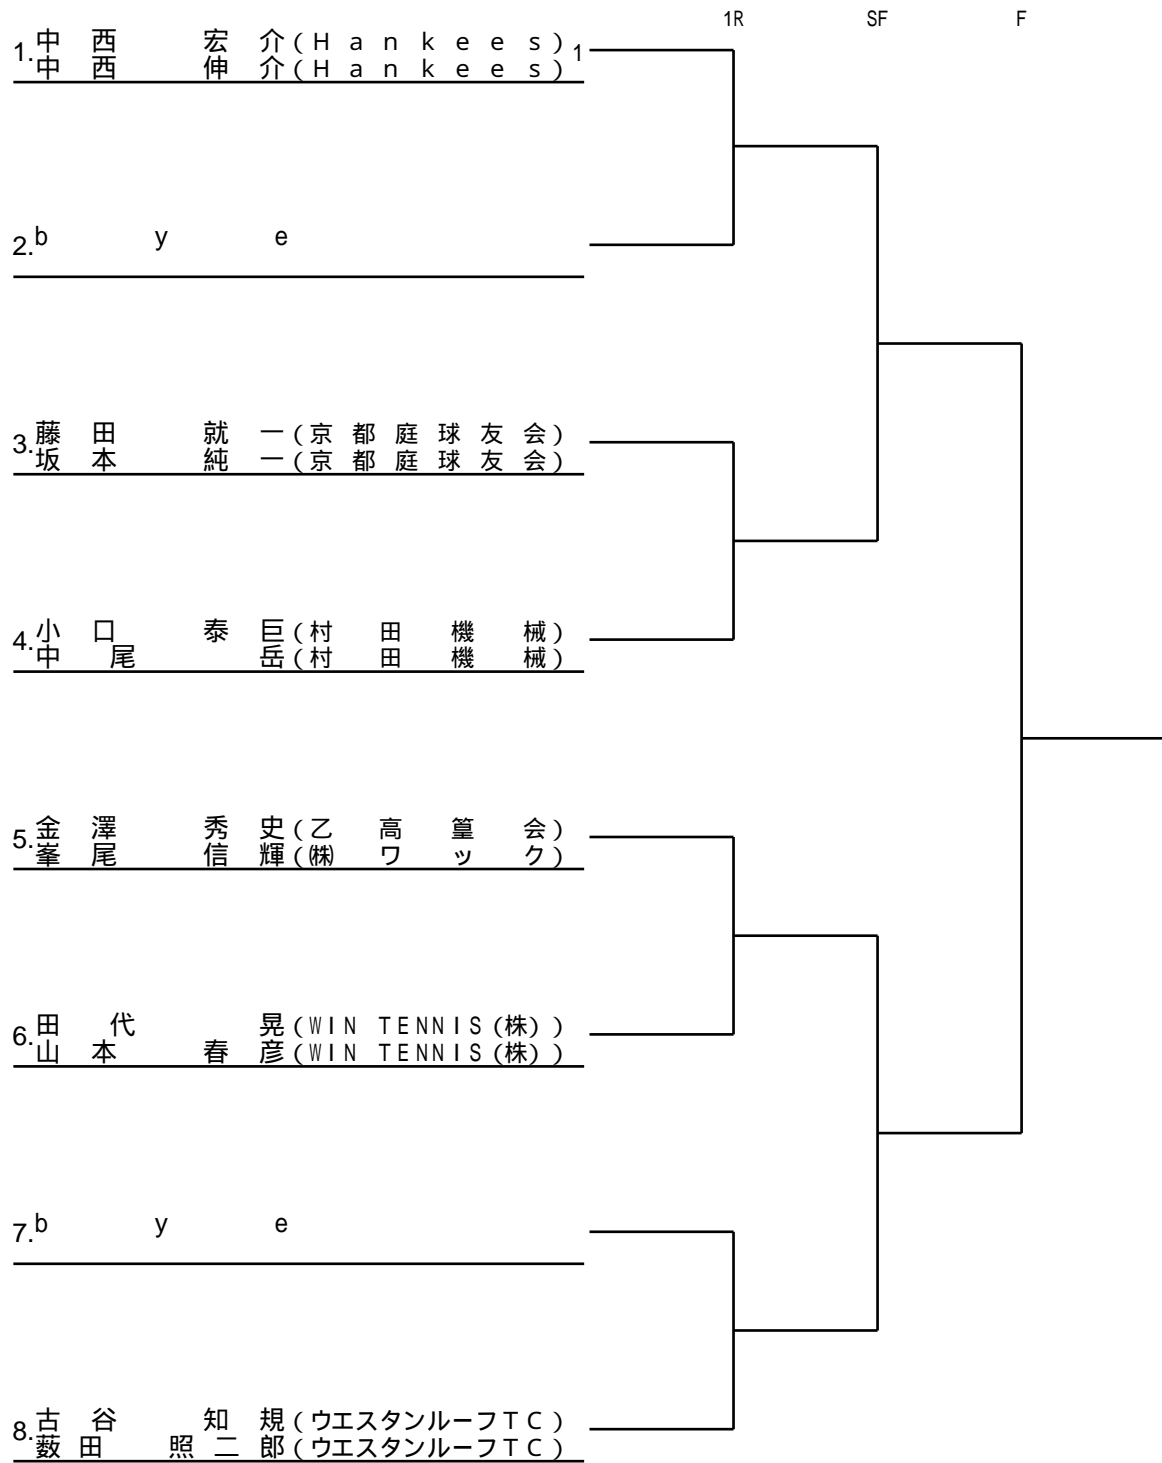 1R SF F
1. 中西 宏介(Hankees) 1
中西 伸介(Hankees)
2. bye
3. 藤田 就一(京都庭球友会)
坂本 純一(京都庭球友会)
4. 小口 泰巨(村田機械)
中尾 岳(村田機械)
5. 金澤 秀史(乙高篁会)
峯尾 信輝(㈱ワック)
6. 田代 晃(WIN TENNIS(株))
山本 春彦(WIN TENNIS(株))
7. bye
8. 古谷 知規(ウエスタンルーフTC)
薮田 照二郎(ウエスタンルーフTC)